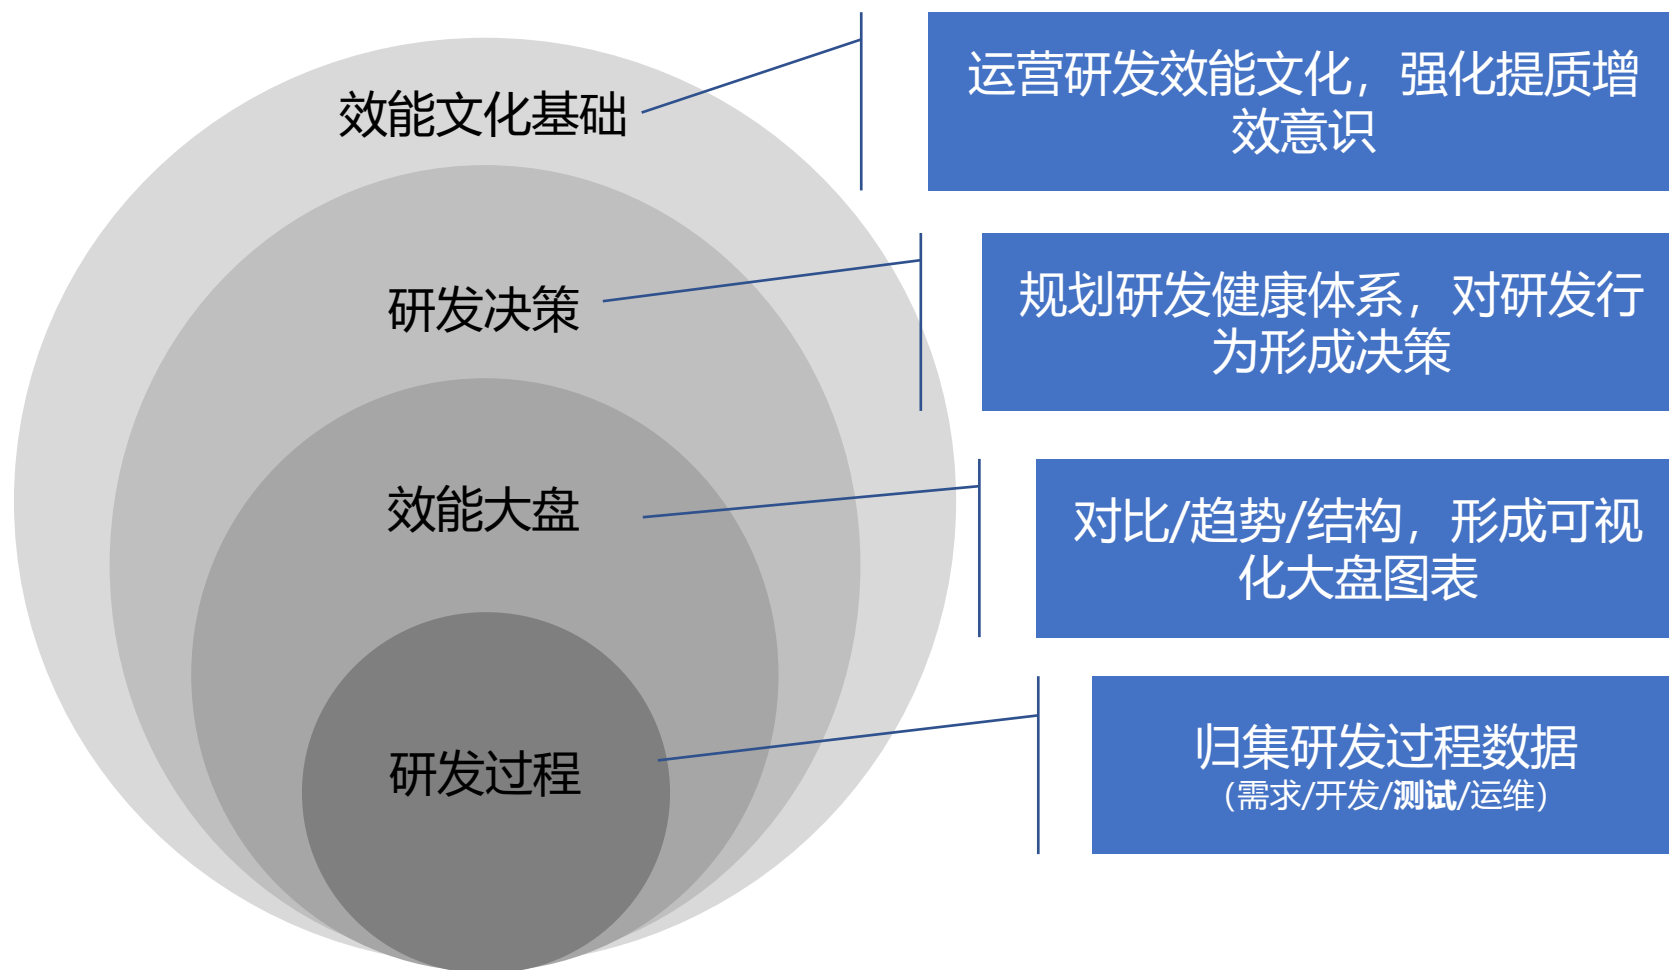 效能文化基础
运营研发效能文化，强化提质增
效意识
研发决策
规划研发健康体系，对研发行
为形成决策
效能大盘
对比/趋势/结构，形成可视
化大盘图表
研发过程
归集研发过程数据
（需求/开发/测试/运维）